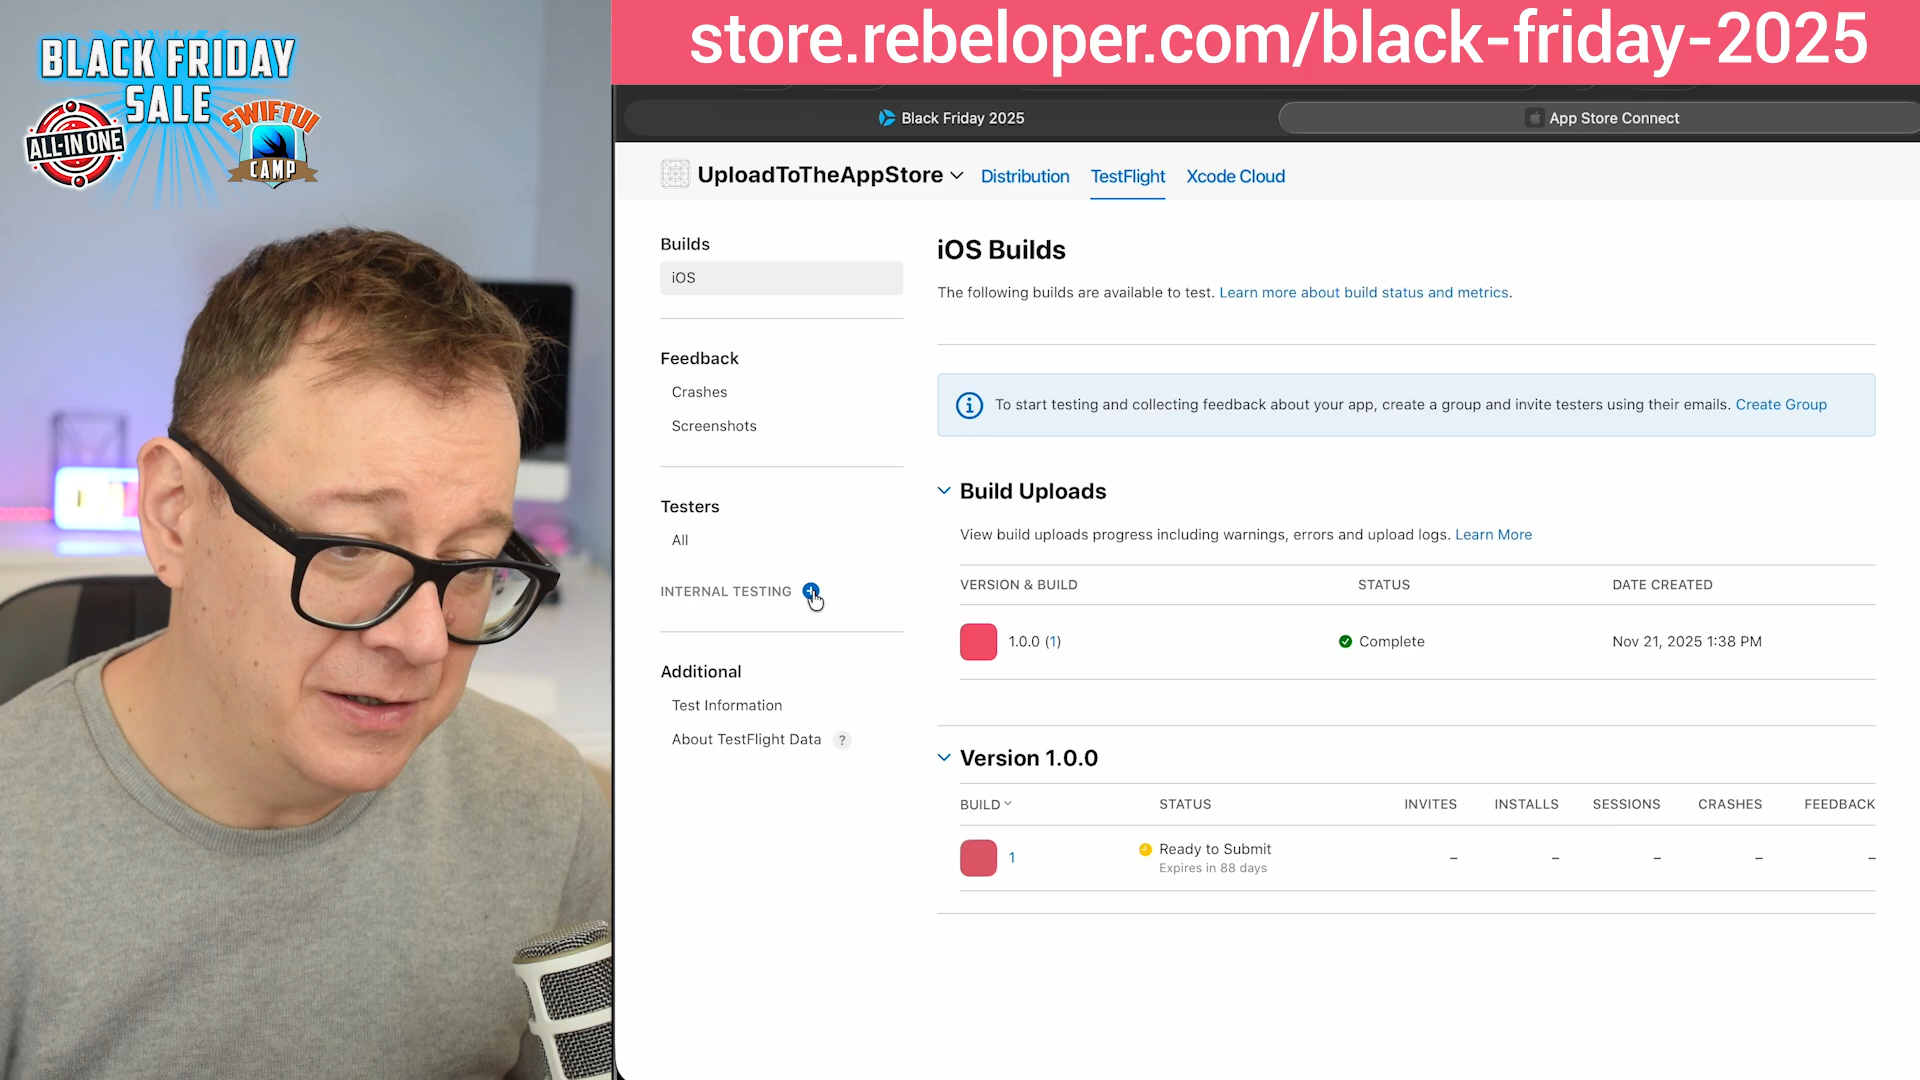 BLACK FRIDAY
SALE
ALL-IN ONE
SWIFTUI
CAMP
store.rebeloper.com/black-friday-2025
Black Friday 2025
App Store Connect
UploadToTheAppStore
Distribution
TestFlight
Xcode Cloud
Builds
iOS
Feedback
Crashes
Screenshots
Testers
All
INTERNAL TESTING
Additional
Test Information
About TestFlight Data ?
iOS Builds
The following builds are available to test. Learn more about build status and metrics.
To start testing and collecting feedback about your app, create a group and invite testers using their emails. Create Group
Build Uploads
View build uploads progress including warnings, errors and upload logs. Learn More
VERSION & BUILD STATUS DATE CREATED
1.0.0 (1) Complete Nov 21, 2025 1:38 PM
Version 1.0.0
BUILD STATUS INVITES INSTALLS SESSIONS CRASHES FEEDBACK
1 Ready to Submit – – – – –
Expires in 88 days